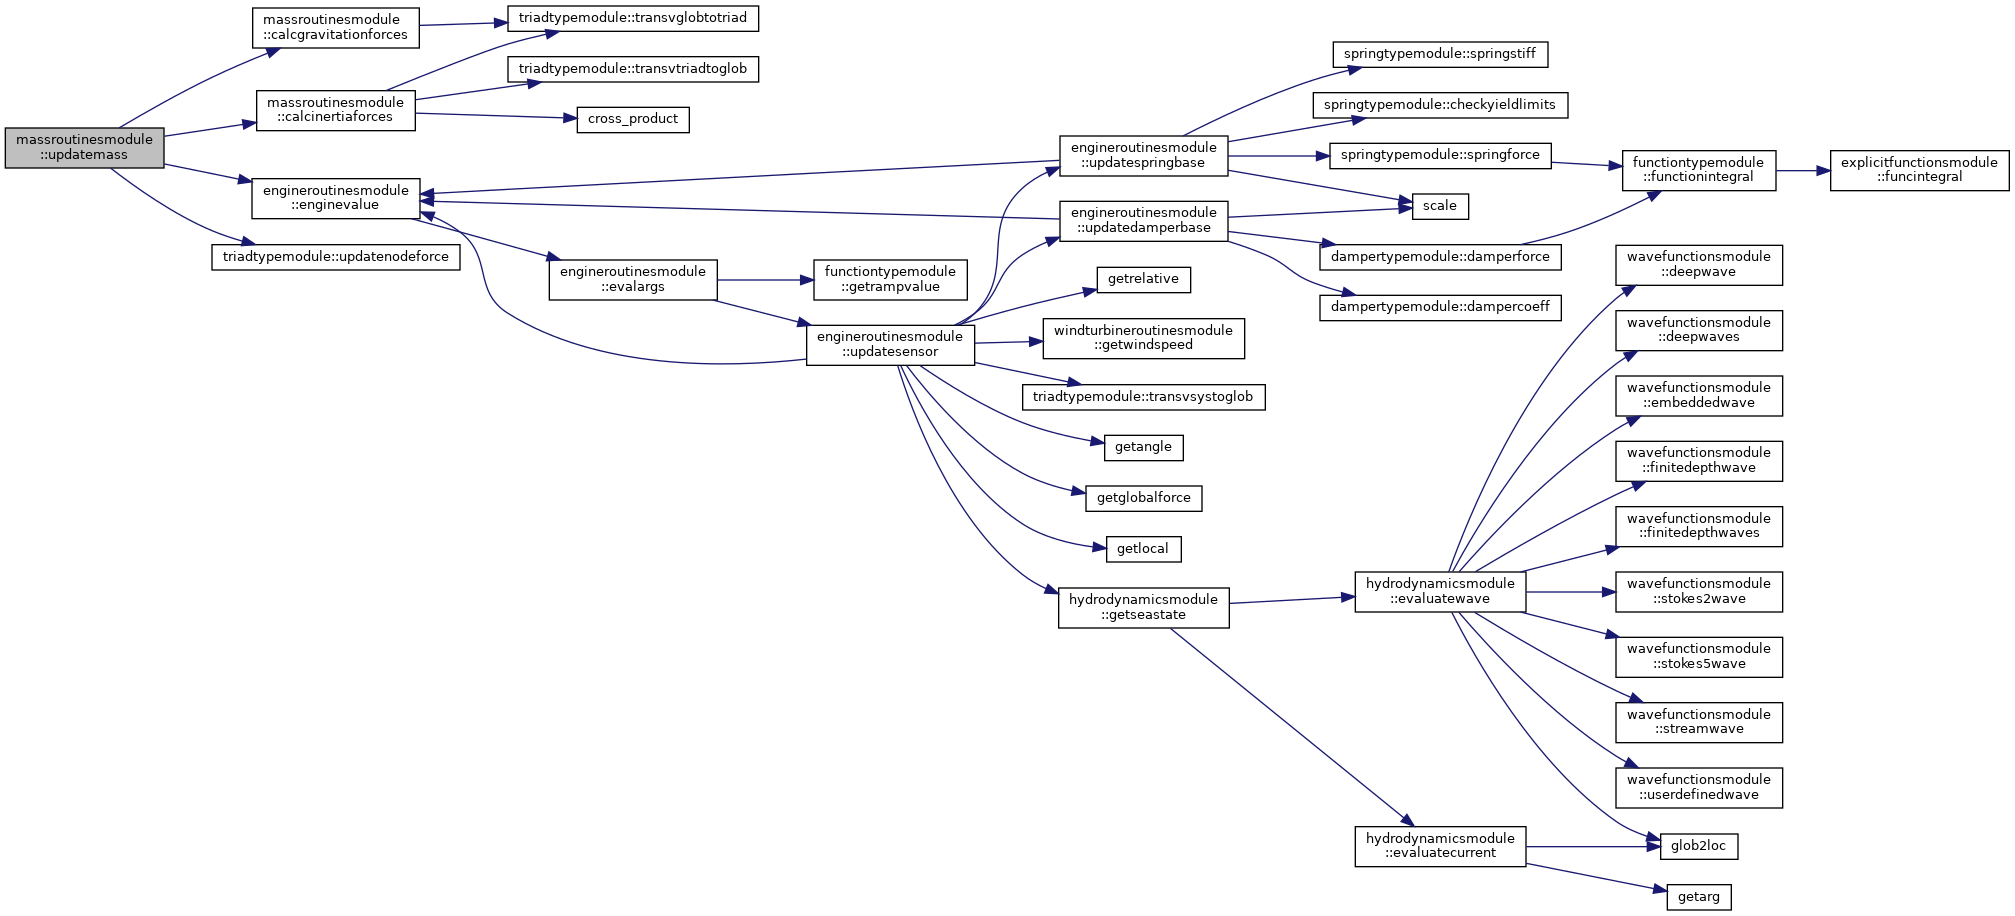 massroutinesmodule
::updatemass
massroutinesmodule
::calcgravitationforces
massroutinesmodule
::calcinertiaforces
engineroutinesmodule
::enginevalue
triadtypemodule::updatenodeforce
triadtypemodule::transvglobtotriad
triadtypemodule::transvtriadtoglob
cross_product
engineroutinesmodule
::evalargs
functiontypemodule
::getrampvalue
engineroutinesmodule
::updatesensor
engineroutinesmodule
::updatespringbase
engineroutinesmodule
::updatedamperbase
getrelative
windturbineroutinesmodule
::getwindspeed
triadtypemodule::transvsystoglob
getangle
getglobalforce
getlocal
hydrodynamicsmodule
::getseastate
springtypemodule::springstiff
springtypemodule::checkyieldlimits
springtypemodule::springforce
scale
dampertypemodule::damperforce
dampertypemodule::dampercoeff
hydrodynamicsmodule
::evaluatewave
hydrodynamicsmodule
::evaluatecurrent
functiontypemodule
::functionintegral
explicitfunctionsmodule
::funcintegral
wavefunctionsmodule
::deepwave
wavefunctionsmodule
::deepwaves
wavefunctionsmodule
::embeddedwave
wavefunctionsmodule
::finitedepthwave
wavefunctionsmodule
::finitedepthwaves
wavefunctionsmodule
::stokes2wave
wavefunctionsmodule
::stokes5wave
wavefunctionsmodule
::streamwave
wavefunctionsmodule
::userdefinedwave
glob2loc
getarg